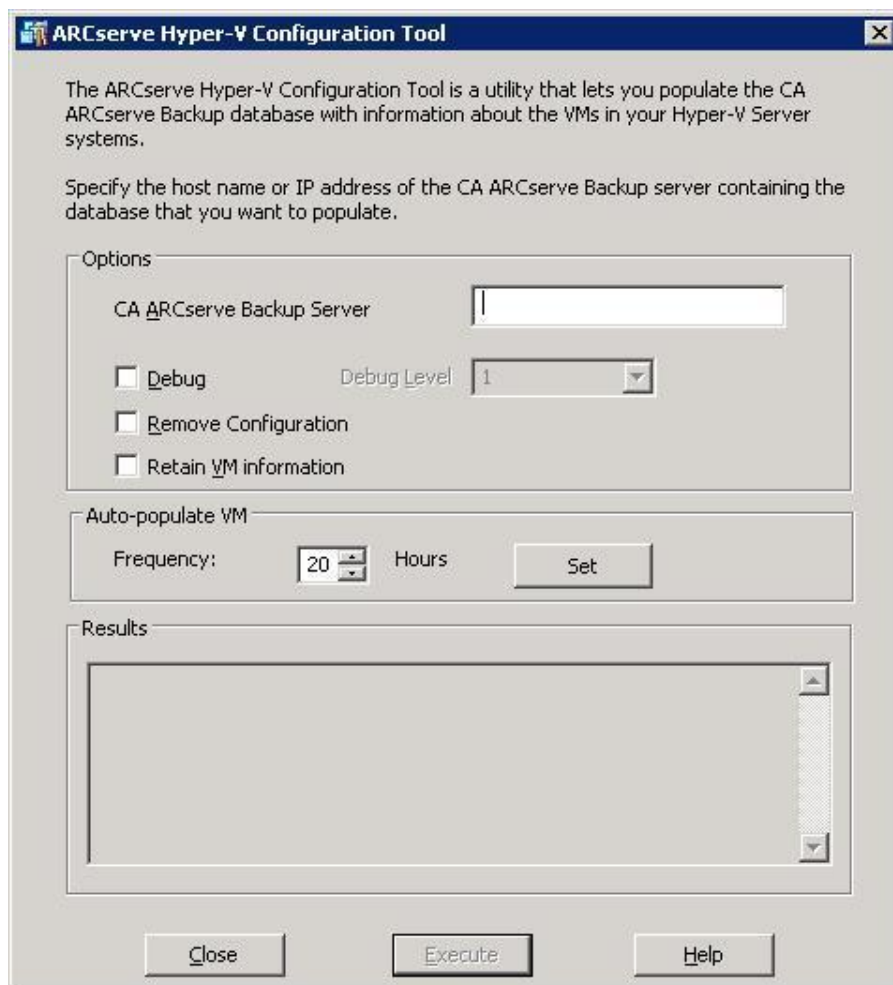 ARCserve Hyper-V Configuration Tool
The ARCserve Hyper-V Configuration Tool is a utility that lets you populate the CA
ARCserve Backup database with information about the VMs in your Hyper-V Server
systems.
Specify the host name or IP address of the CA ARCserve Backup server containing the
database that you want to populate.
Options
CA ARCserve Backup Server
Debug Debug Level 1
Remove Configuration
Retain VM information
Auto-populate VM
Frequency: 20 Hours Set
Results
Close Execute Help